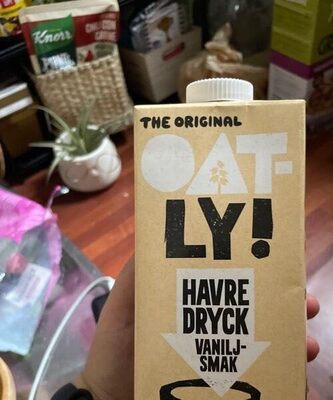 Knorr
THE ORIGINAL
OAT-
LY!
HAVRE
DRYCK
VANILJ-
SMAK